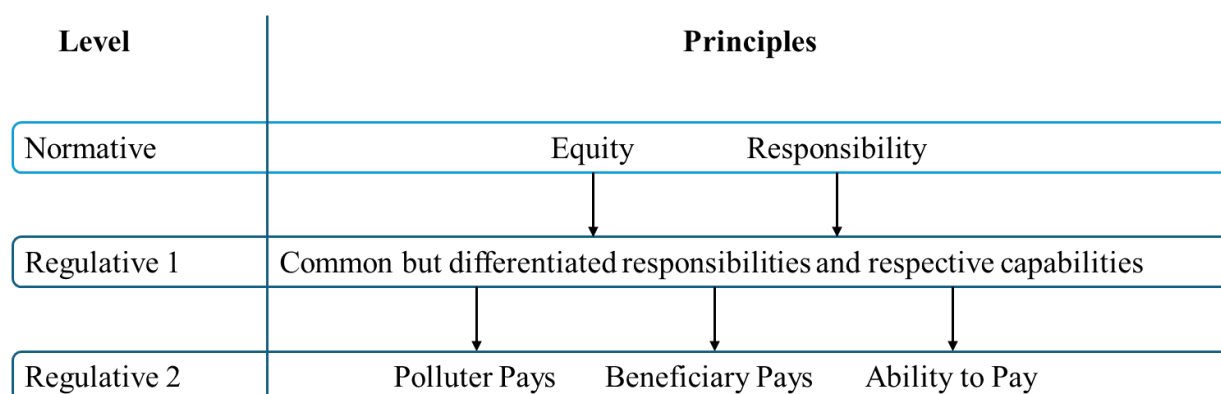 Level Principles
Normative Equity Responsibility
Regulative 1 Common but differentiated responsibilities and respective capabilities
Regulative 2 Polluter Pays Beneficiary Pays Ability to Pay